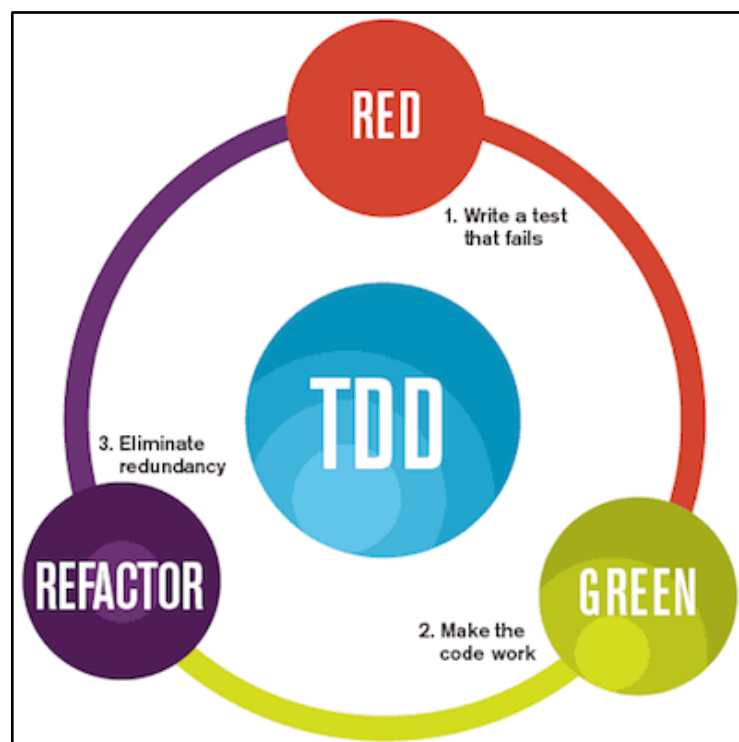 RED
1. Write a test
that fails
TDD
3. Eliminate
redundancy
REFACTOR
GREEN
2. Make the
code work